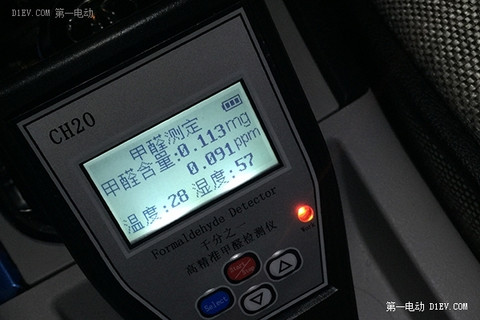 D1EV.COM 第一电动
CH20
甲醛测定
甲醛含量:0.113mg
0.091ppm
温度:28 湿度:57
Formaldehyde Detector
千分之一
高精准甲醛检测仪
Work
Select
第一电动 D1EV.COM